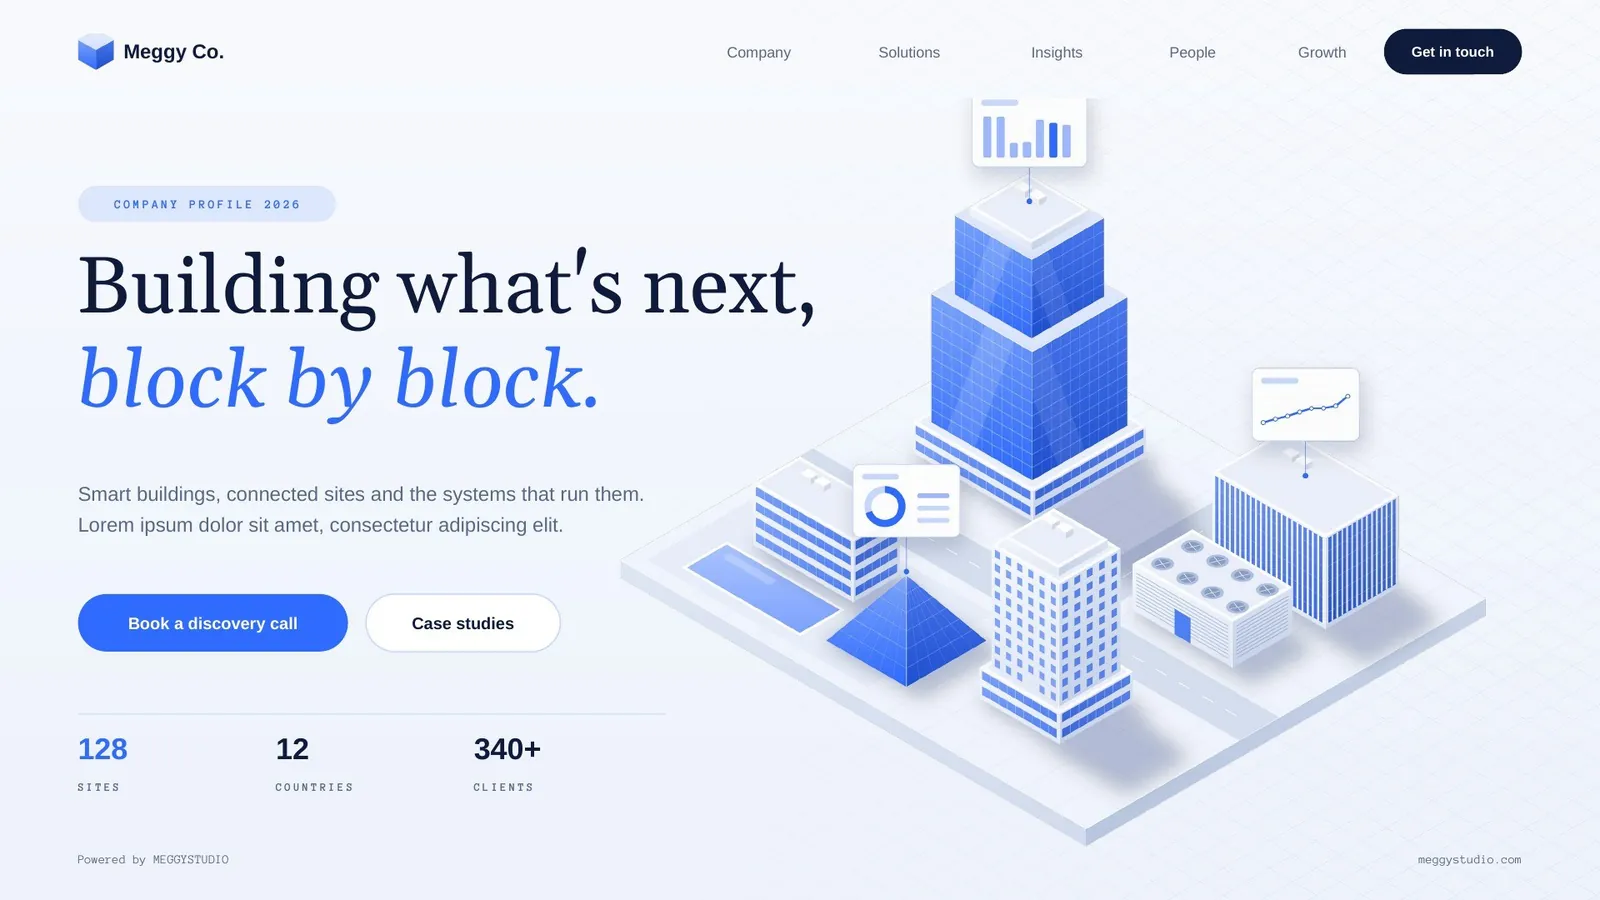 Meggy Co.
Company
Solutions
Insights
People
Growth
Get in touch
COMPANY PROFILE 2026
Building what's next,
block by block.
Smart buildings, connected sites and the systems that run them.
Lorem ipsum dolor sit amet, consectetur adipiscing elit.
Book a discovery call
Case studies
128
SITES
12
COUNTRIES
340+
CLIENTS
Powered by MEGGYSTUDIO
meggystudio.com